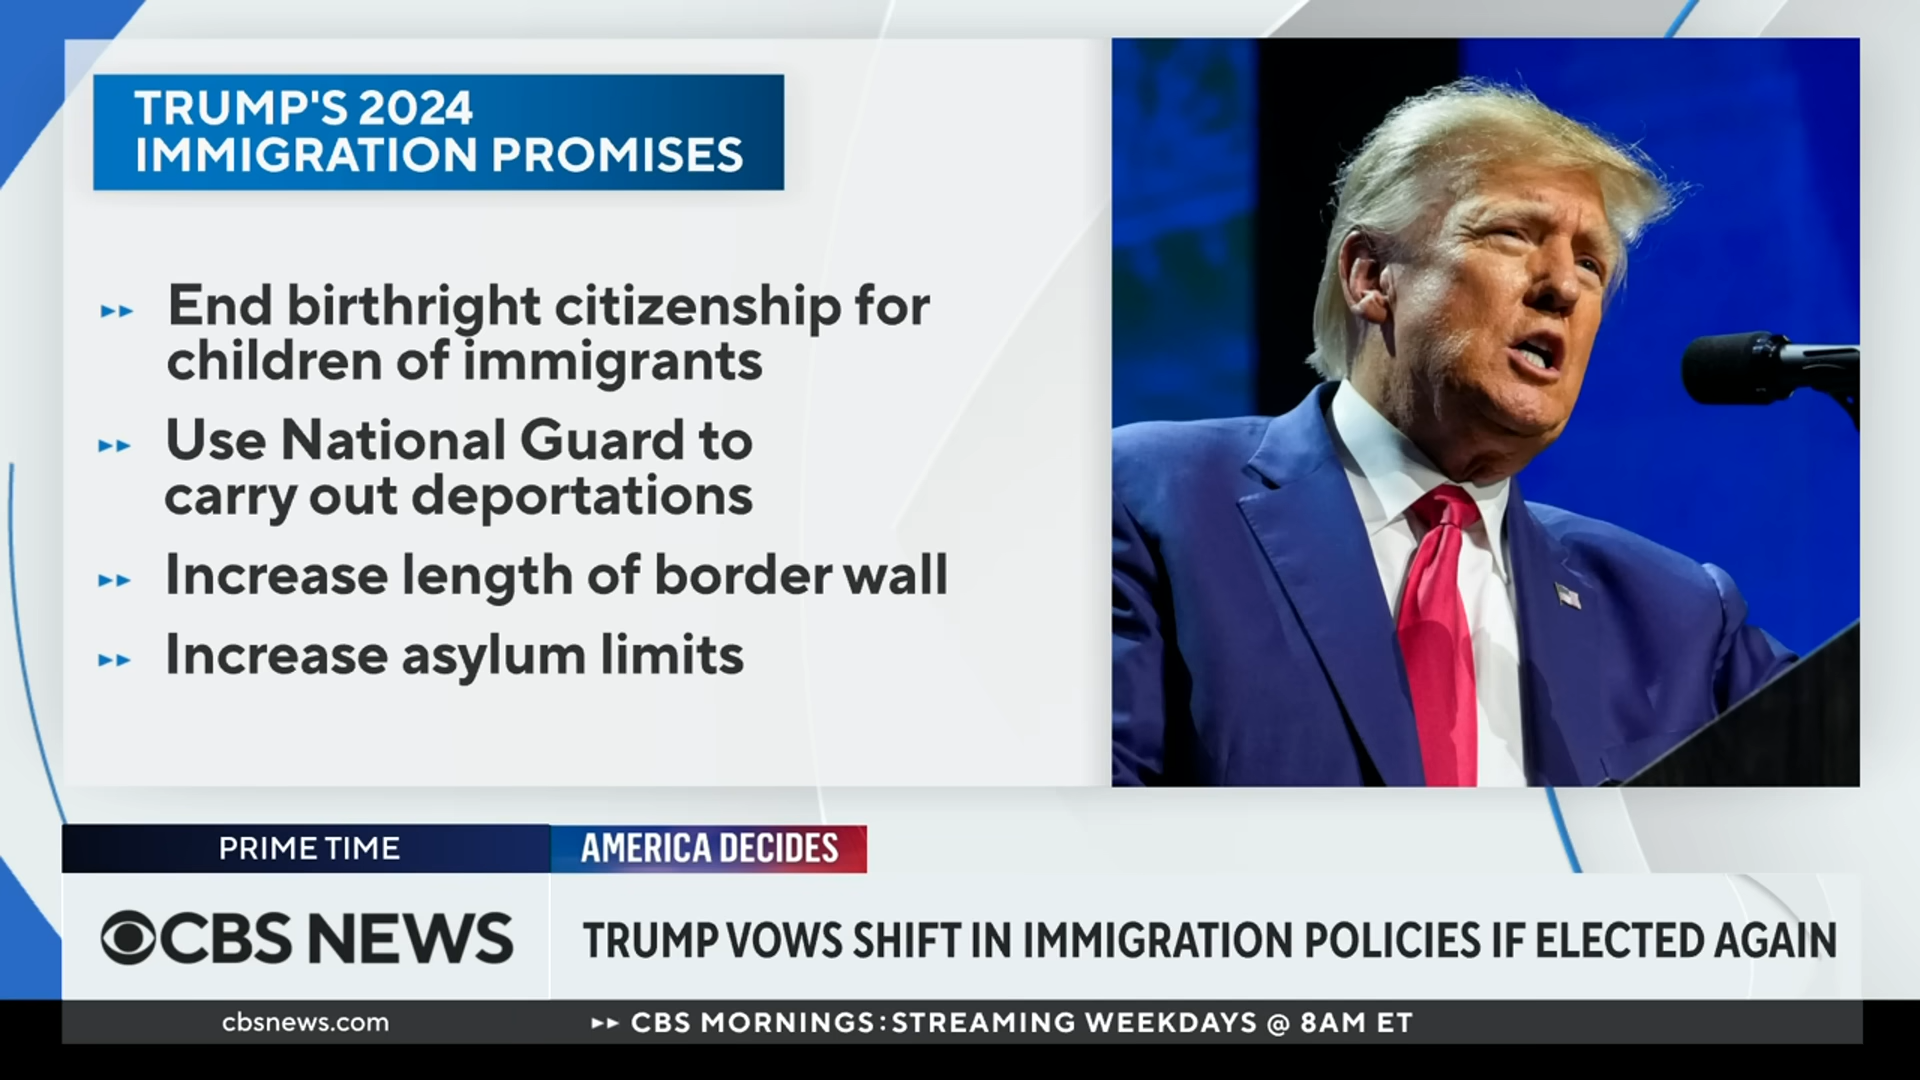 TRUMP'S 2024
IMMIGRATION PROMISES
End birthright citizenship for
children of immigrants
Use National Guard to
carry out deportations
Increase length of border wall
Increase asylum limits
PRIME TIME
AMERICA DECIDES
CBS NEWS
TRUMP VOWS SHIFT IN IMMIGRATION POLICIES IF ELECTED AGAIN
cbsnews.com
CBS MORNINGS: STREAMING WEEKDAYS @ 8AM ET